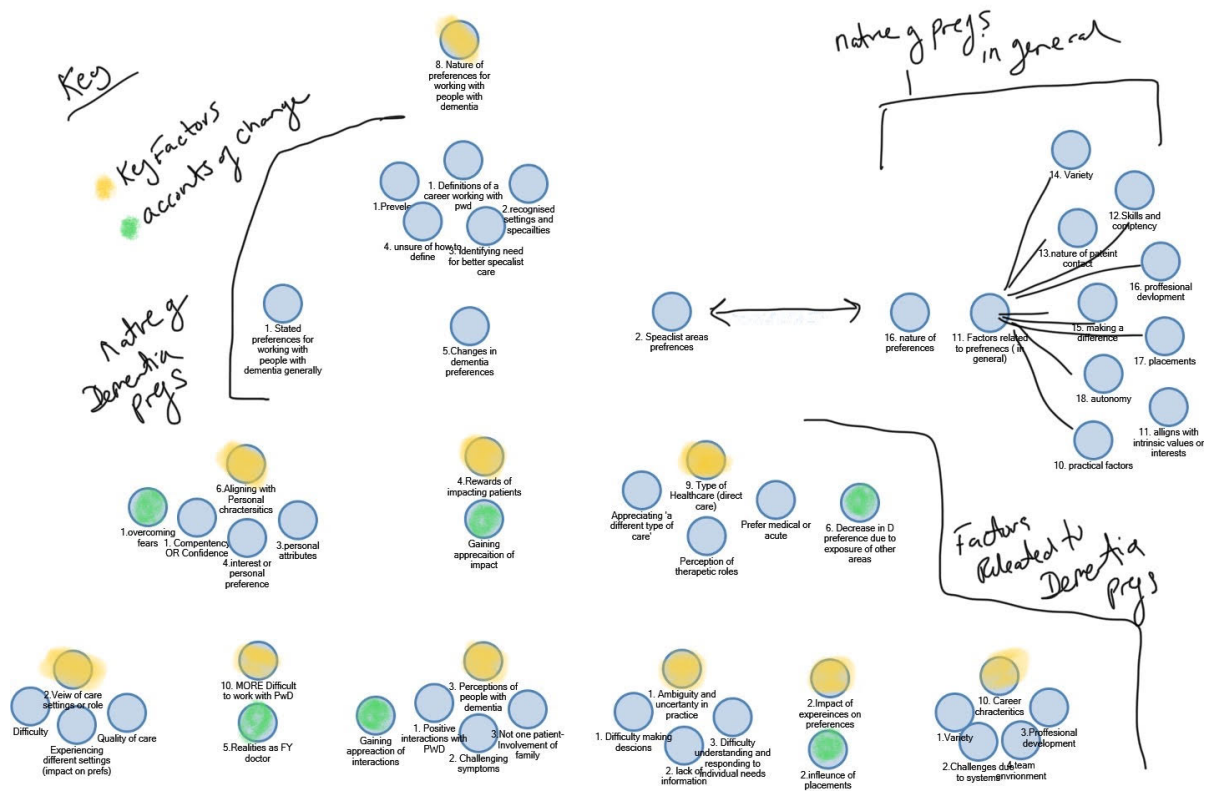 Key
Key Factors
acconts of change
8. Nature of
preferences for
working with
people with
dementia
nature g prefs
in general
1. Definitions of a
career working with
pwd
1.Prevele
2.recognised
settings and
specailties
4. unsure of how to
define
3. Identifying need
for better specalist
care
1. Stated
preferences for
working with
people with
dementia generally
5.Changes in
dementia
preferences
Natre g
Dementia
prefs
2. Speaclist areas
prefrences
16. nature of
preferences
11. Factors related
to prefrenecs ( in
general)
14. Variety
12.Skills and
comptency
13.nature of pateint
contact
16. proffesional
devlopment
15. making a
difference
17. placements
18. autonomy
11. alligns with
intrinsic values or
interests
10. practical factors
6.Aligning with
Personal
chractersitics
1.overcoming
fears
1. Compentency
OR Confidence
4.interest or
personal
preference
3.personal
attributes
4.Rewards of
impacting patients
Gaining
apprecaition of
impact
9. Type of
Healthcare (direct
care)
Appreciating 'a
different type of
care'
Perception of
therapetic roles
Prefer medical or
acute
6. Decrease in D
preference due to
exposure of other
areas
Factors
Releated to
Dementia
prefs
2.Veiw of care
settings or role
Difficulty
Experiencing
different settings
(impact on prefs)
Quality of care
10. MORE Difficult
to work with PwD
5.Realities as FY
doctor
Gaining
appreaction of
interactions
3. Perceptions of
people with
dementia
1. Positive
interactions with
PWD
2. Challenging
symptoms
3.Not one patient-
Involvement of
family
1. Ambiguity and
uncertanty in
practice
1. Difficulty making
descions
2. lack of
information
3. Difficulty
understanding and
responding to
individual needs
2.Impact of
expereinces on
preferences
2.infleunce of
placements
10. Career
chracteritics
1.Variety
2.Challenges due
to systems
4.team
envrionment
3.Proffesional
development